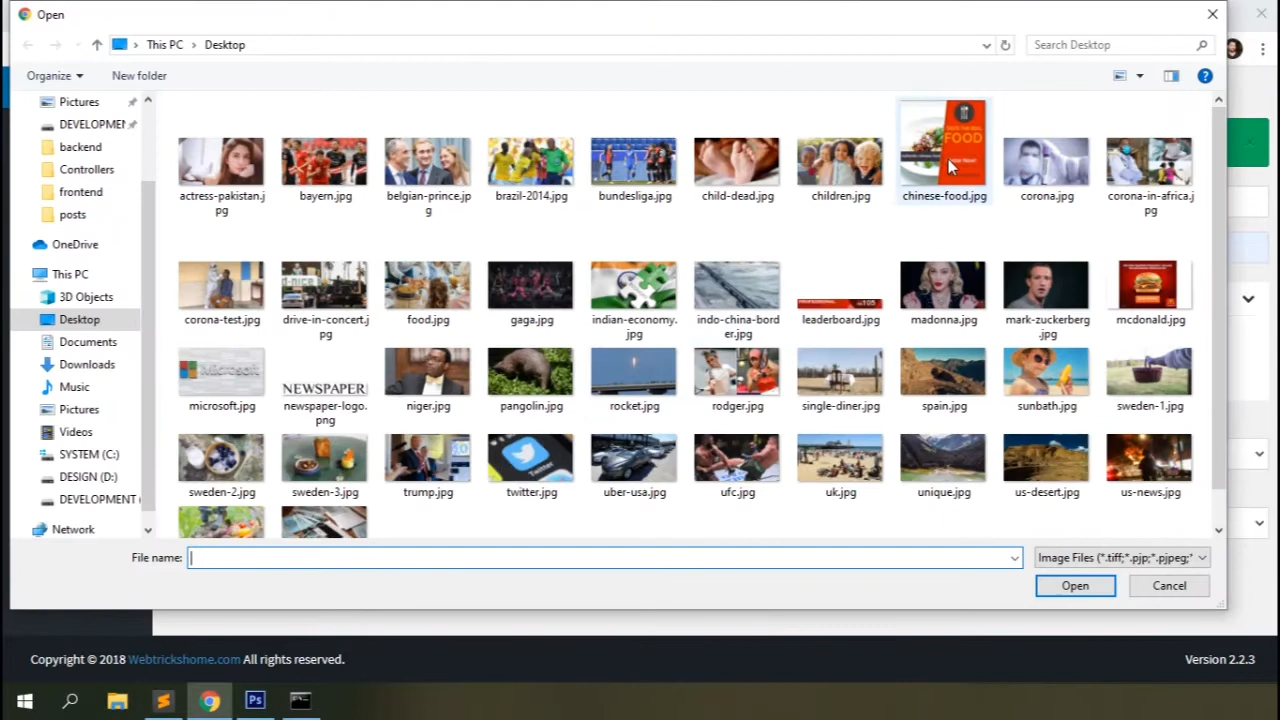 Open
This PC
Desktop
Search Desktop
Organize
New folder
Pictures
DEVELOPMEN
backend
Controllers
frontend
posts
OneDrive
This PC
3D Objects
Desktop
Documents
Downloads
Music
Pictures
Videos
SYSTEM (C:)
DESIGN (D:)
DEVELOPMENT (
Network
actress-pakistan.j
pg
bayern.jpg
belgian-prince.jp
g
brazil-2014.jpg
bundesliga.jpg
child-dead.jpg
children.jpg
FOOD
chinese-food.jpg
corona.jpg
corona-in-africa.j
pg
corona-test.jpg
drive-in-concert.j
pg
food.jpg
gaga.jpg
indian-economy.
jpg
indo-china-bord
er.jpg
PROFESSIONAL
$105
leaderboard.jpg
madonna.jpg
mark-zuckerberg
.jpg
mcdonald.jpg
Microsoft
microsoft.jpg
NEWSPAPER
newspaper-logo.
png
niger.jpg
pangolin.jpg
rocket.jpg
rodger.jpg
single-diner.jpg
spain.jpg
sunbath.jpg
sweden-1.jpg
sweden-2.jpg
sweden-3.jpg
trump.jpg
Twitter
twitter.jpg
uber-usa.jpg
ufc.jpg
uk.jpg
unique.jpg
us-desert.jpg
us-news.jpg
File name:
Image Files (*.tiff;*.pjp;*.pjpeg;*
Open
Cancel
Copyright © 2018 Webtrickshome.com All rights reserved.
Version 2.2.3
Ps